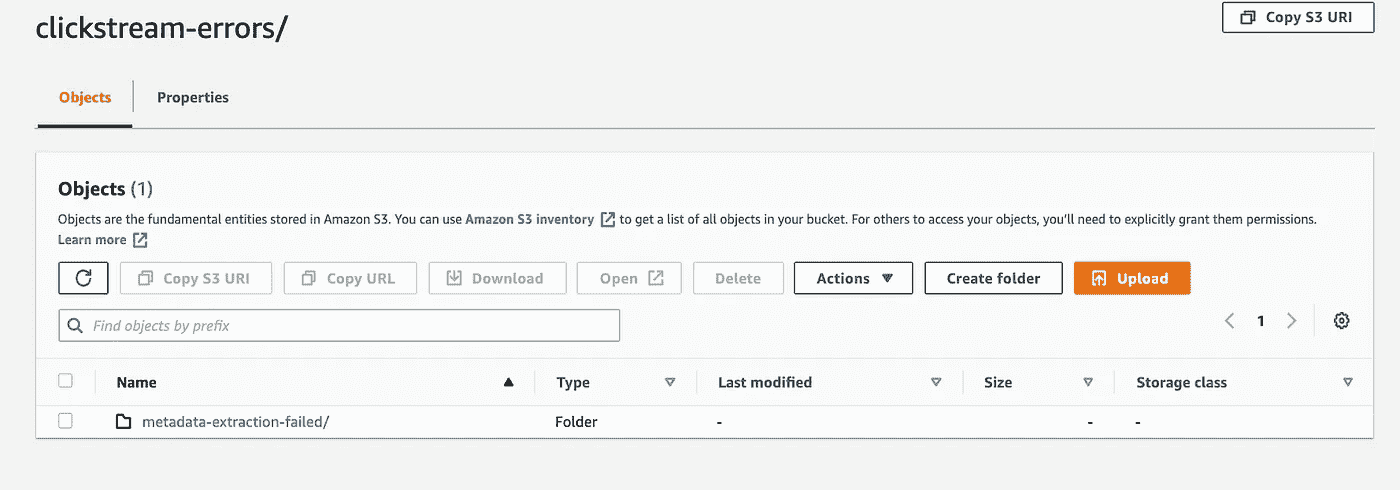 clickstream-errors/
Copy S3 URI
Objects
Properties
Objects (1)
Objects are the fundamental entities stored in Amazon S3. You can use Amazon S3 inventory to get a list of all objects in your bucket. For others to access your objects, you'll need to explicitly grant them permissions.
Learn more
Copy S3 URI
Copy URL
Download
Open
Delete
Actions
Create folder
Upload
Find objects by prefix
1
Name
Type
Last modified
Size
Storage class
metadata-extraction-failed/
Folder
-
-
-